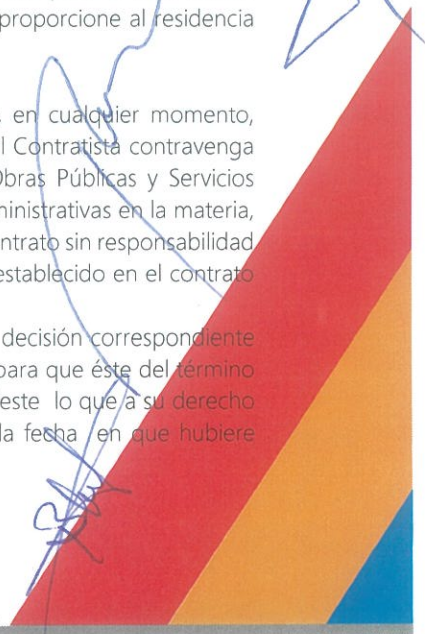 proporcione al residencia
en cualquier momento,
l Contratista contravenga
Obras Públicas y Servicios
ministrativas en la materia,
ontrato sin responsabilidad
establecido en el contrato
decisión correspondiente
para que éste del término
este lo que a su derecho
la fecha en que hubiere